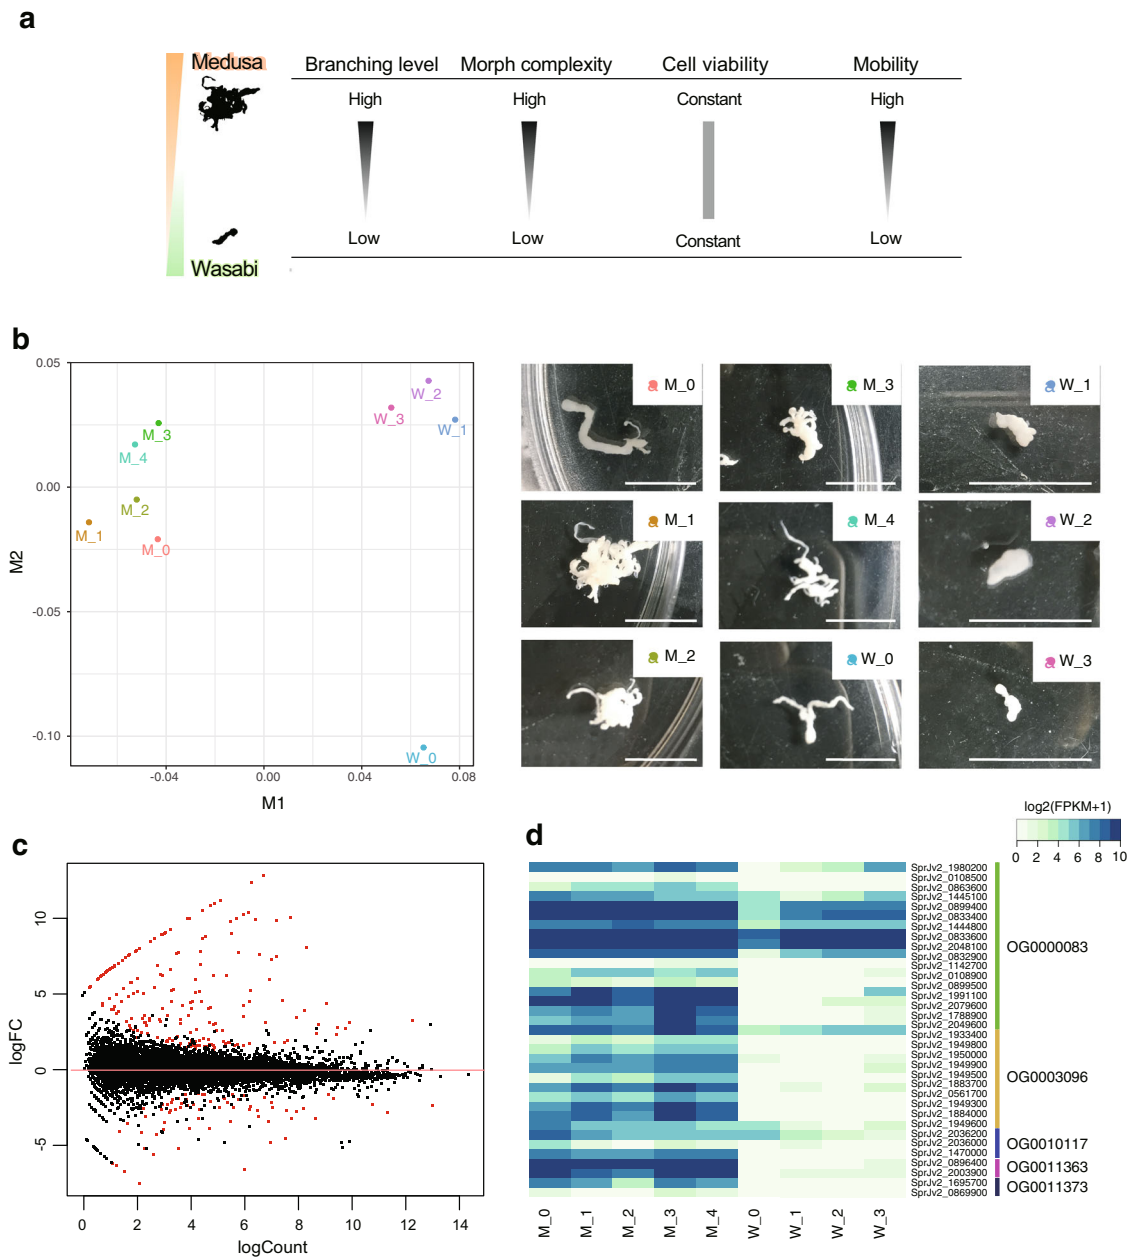 a
Medusa
Branching level Morph complexity Cell viability Mobility
High High Constant High
Low Low Constant Low
Wasabi
b
0.05
0.00
-0.05
-0.10
M2
-0.04 0.00 0.04 0.08
M1
W_2
W_3
W_1
M_3
M_4
M_2
M_1
M_0
W_0
M_0 M_3 W_1
M_1 M_4 W_2
M_2 W_0 W_3
c
10
5
0
-5
logFC
0 2 4 6 8 10 12 14
logCount
d
log2(FPKM+1)
0 2 4 6 8 10
SprJv2_1980200
SprJv2_0108500
SprJv2_0863600
SprJv2_1445100
SprJv2_0899400
SprJv2_0833400
SprJv2_1444800
SprJv2_0833600
SprJv2_2048100
SprJv2_0832900
SprJv2_1142700
SprJv2_0108900
SprJv2_0899500
SprJv2_1991100
SprJv2_2079600
SprJv2_1788900
SprJv2_2049600
SprJv2_1933400
SprJv2_1949800
SprJv2_1950000
SprJv2_1949900
SprJv2_1949500
SprJv2_1883700
SprJv2_0561700
SprJv2_1949300
SprJv2_1884000
SprJv2_1949600
SprJv2_2036200
SprJv2_2036000
SprJv2_1470000
SprJv2_0896400
SprJv2_2003900
SprJv2_1695700
SprJv2_0869900
OG0000083
OG0003096
OG0010117
OG0011363
OG0011373
M_0 M_1 M_2 M_3 M_4 W_0 W_1 W_2 W_3